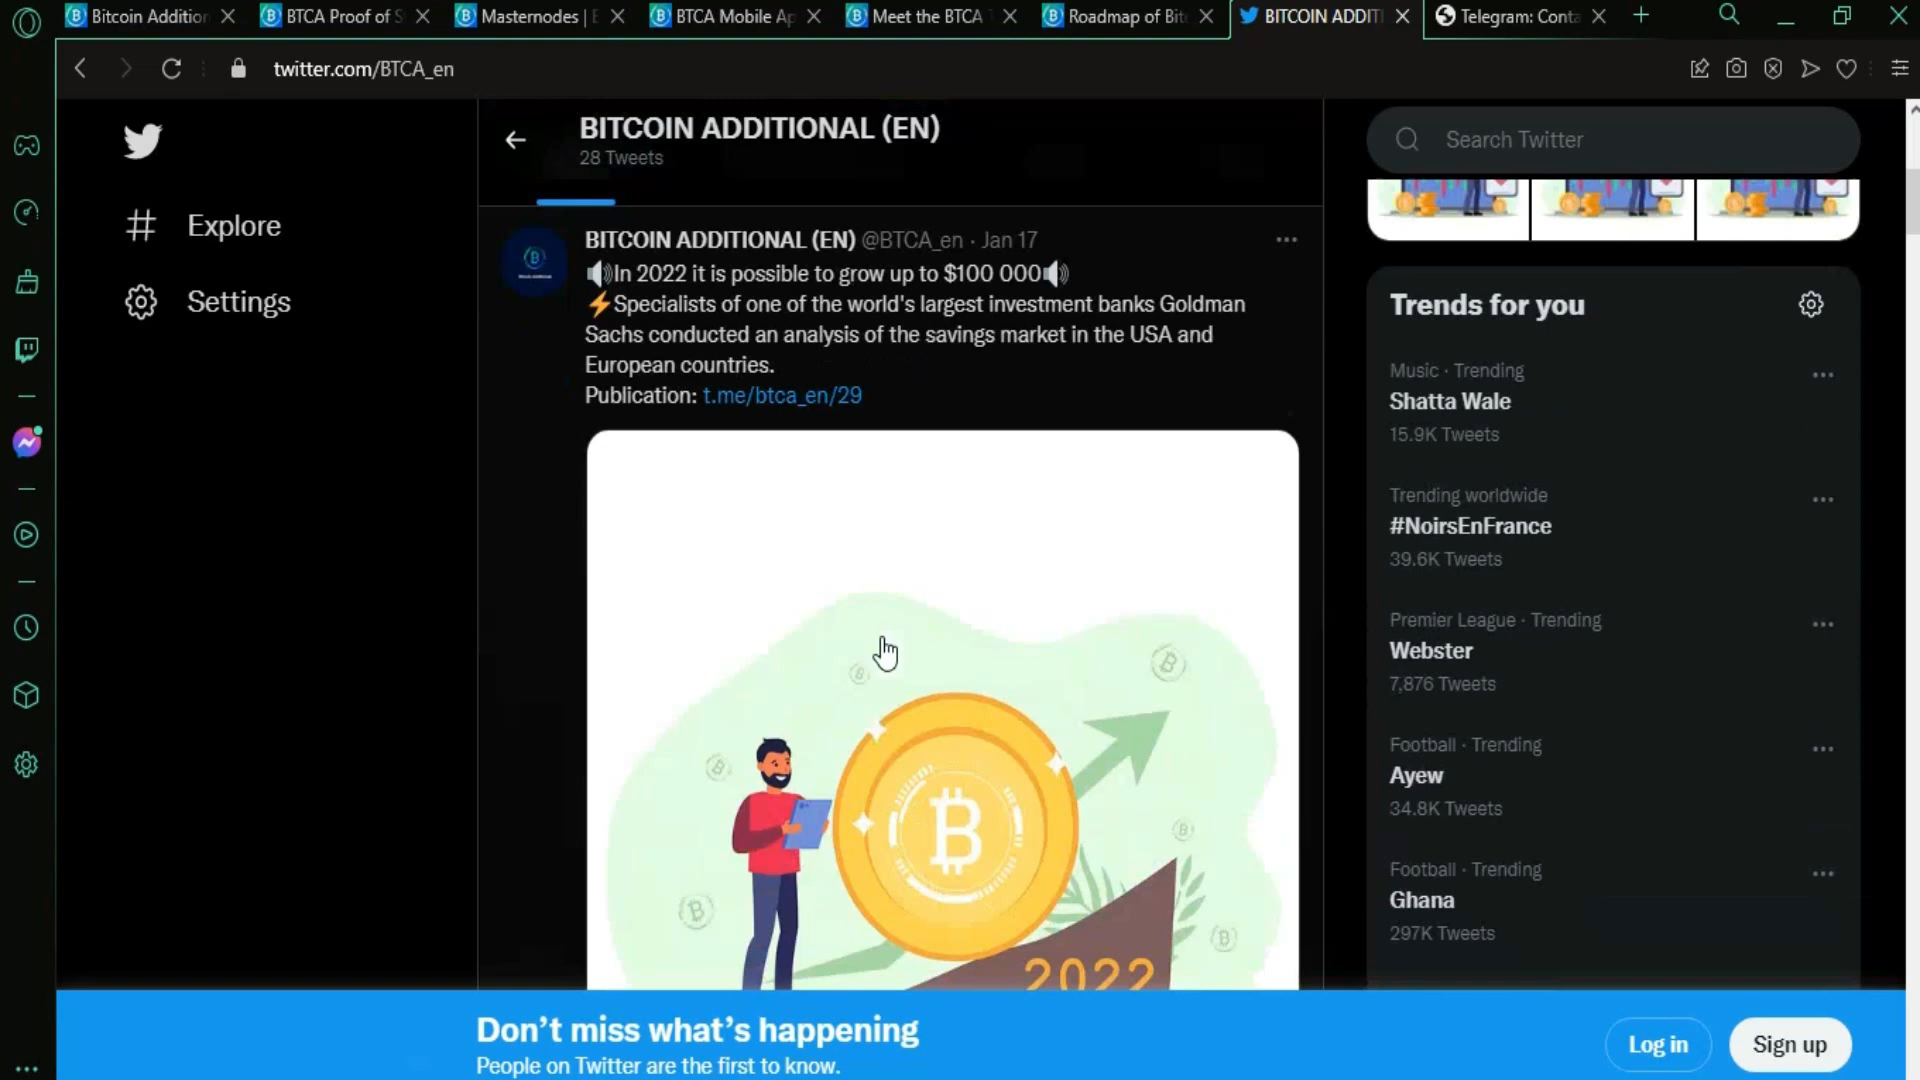 Bitcoin Addition
BTCA Proof of S
Masternodes | B
BTCA Mobile Ap
Meet the BTCA T
Roadmap of Bit
BITCOIN ADDITI
Telegram: Conta
twitter.com/BTCA_en
Explore
Settings
BITCOIN ADDITIONAL (EN)
28 Tweets
BITCOIN ADDITIONAL (EN) @BTCA_en · Jan 17
🔊In 2022 it is possible to grow up to $100 000🔊
⚡Specialists of one of the world's largest investment banks Goldman
Sachs conducted an analysis of the savings market in the USA and
European countries.
Publication: t.me/btca_en/29
2022
Search Twitter
Trends for you
Music · Trending
Shatta Wale
15.9K Tweets
Trending worldwide
#NoirsEnFrance
39.6K Tweets
Premier League · Trending
Webster
7,876 Tweets
Football · Trending
Ayew
34.8K Tweets
Football · Trending
Ghana
297K Tweets
Don't miss what's happening
People on Twitter are the first to know.
Log in
Sign up